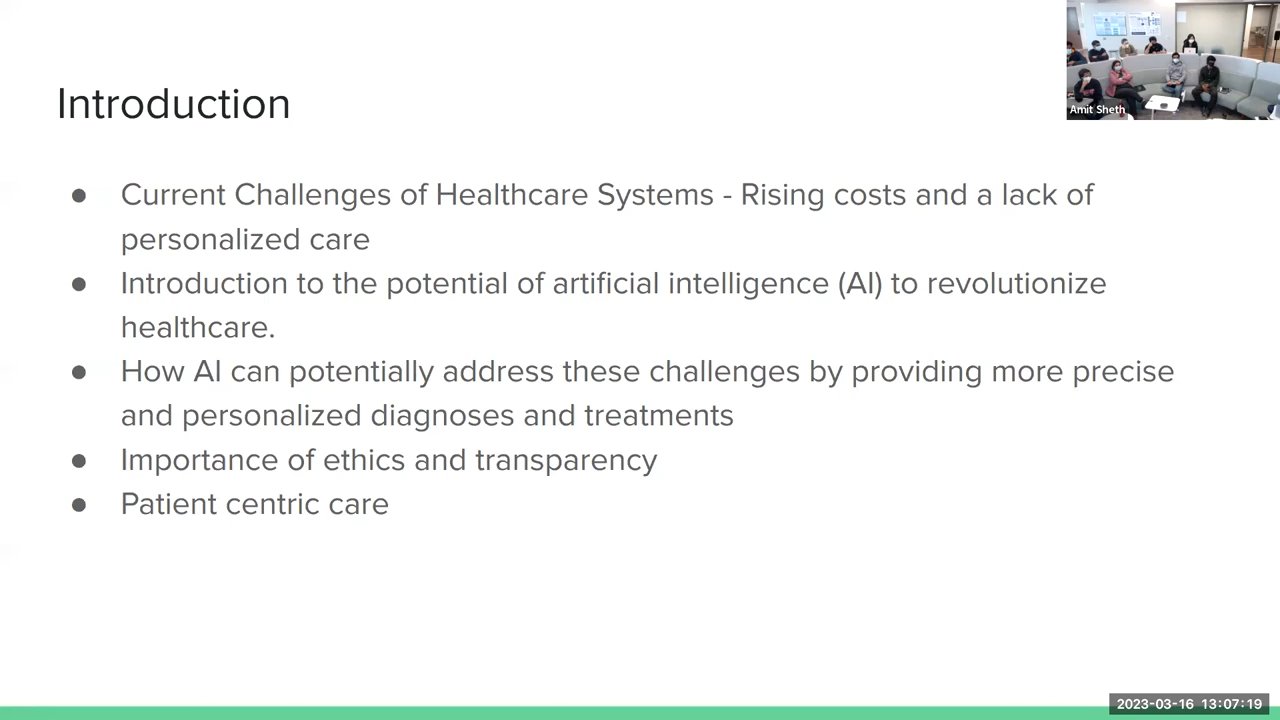 Amit Sheth
Introduction
● Current Challenges of Healthcare Systems - Rising costs and a lack of
personalized care
● Introduction to the potential of artificial intelligence (AI) to revolutionize
healthcare.
● How AI can potentially address these challenges by providing more precise
and personalized diagnoses and treatments
● Importance of ethics and transparency
● Patient centric care
2023-03-16 13:07:19